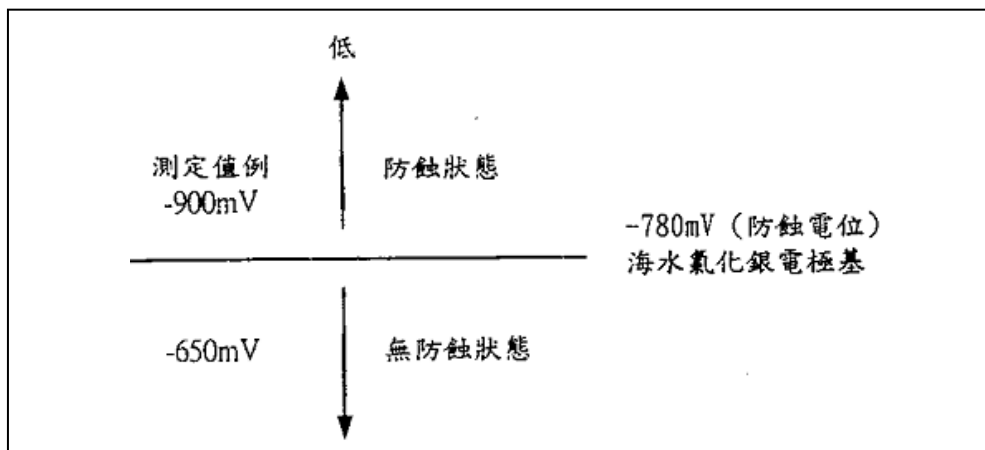 低
測定值例
-900mV
防蝕狀態
-780mV（防蝕電位）
海水氯化銀電極基
-650mV
無防蝕狀態